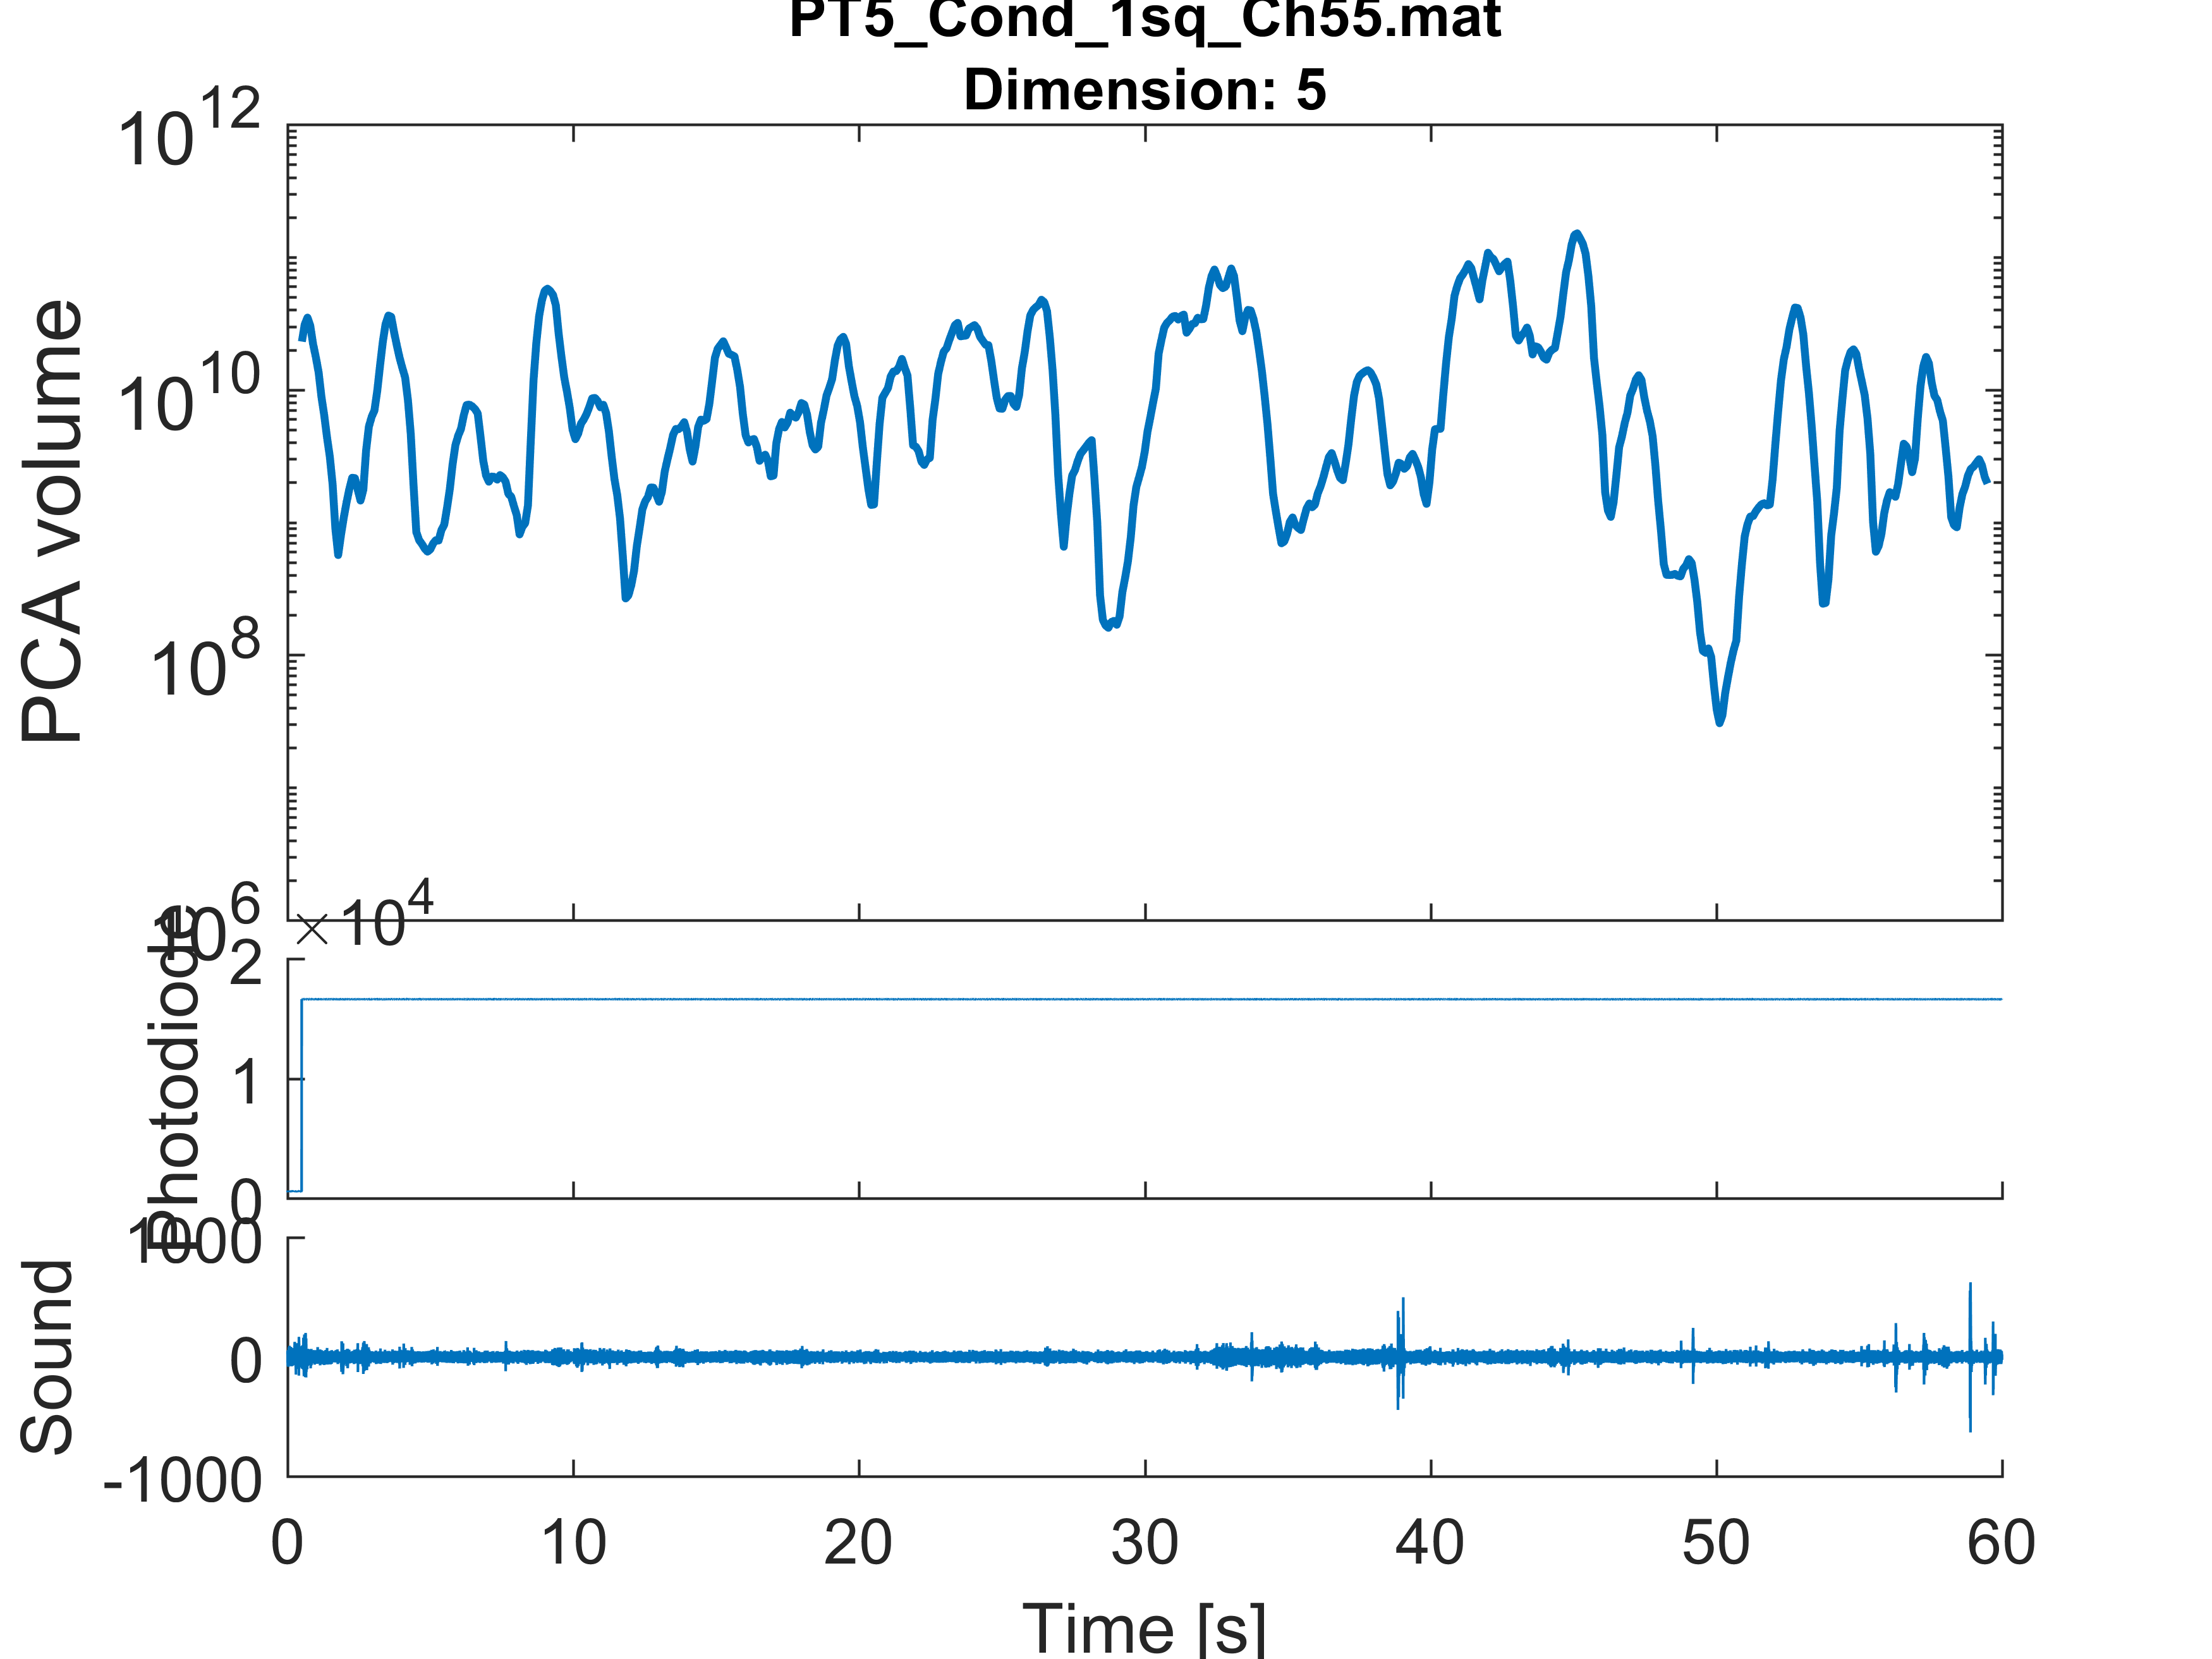 PT5_Cond_1sq_Ch55.mat
Dimension: 5
PCA volume
10^12
10^10
10^8
10^6
×10^4
Photodiode
2
1
0
Sound
1000
0
-1000
0 10 20 30 40 50 60
Time [s]